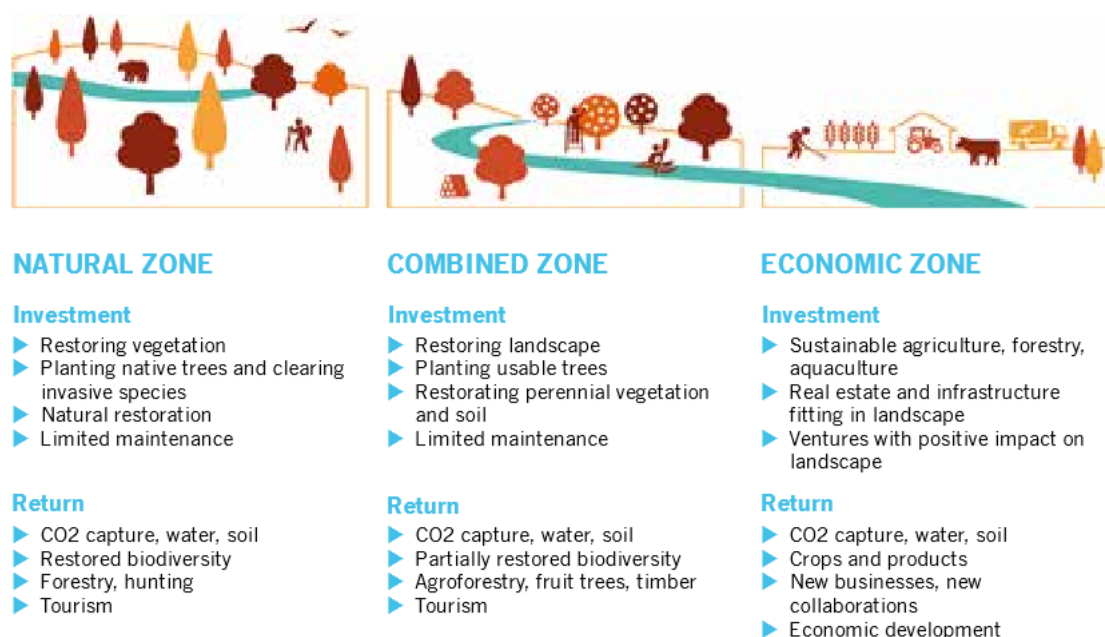 NATURAL ZONE
Investment
▶ Restoring vegetation
▶ Planting native trees and clearing
invasive species
▶ Natural restoration
▶ Limited maintenance
Return
▶ CO2 capture, water, soil
▶ Restored biodiversity
▶ Forestry, hunting
▶ Tourism
COMBINED ZONE
Investment
▶ Restoring landscape
▶ Planting usable trees
▶ Restorating perennial vegetation
and soil
▶ Limited maintenance
Return
▶ CO2 capture, water, soil
▶ Partially restored biodiversity
▶ Agroforestry, fruit trees, timber
▶ Tourism
ECONOMIC ZONE
Investment
▶ Sustainable agriculture, forestry,
aquaculture
▶ Real estate and infrastructure
fitting in landscape
▶ Ventures with positive impact on
landscape
Return
▶ CO2 capture, water, soil
▶ Crops and products
▶ New businesses, new
collaborations
▶ Economic development